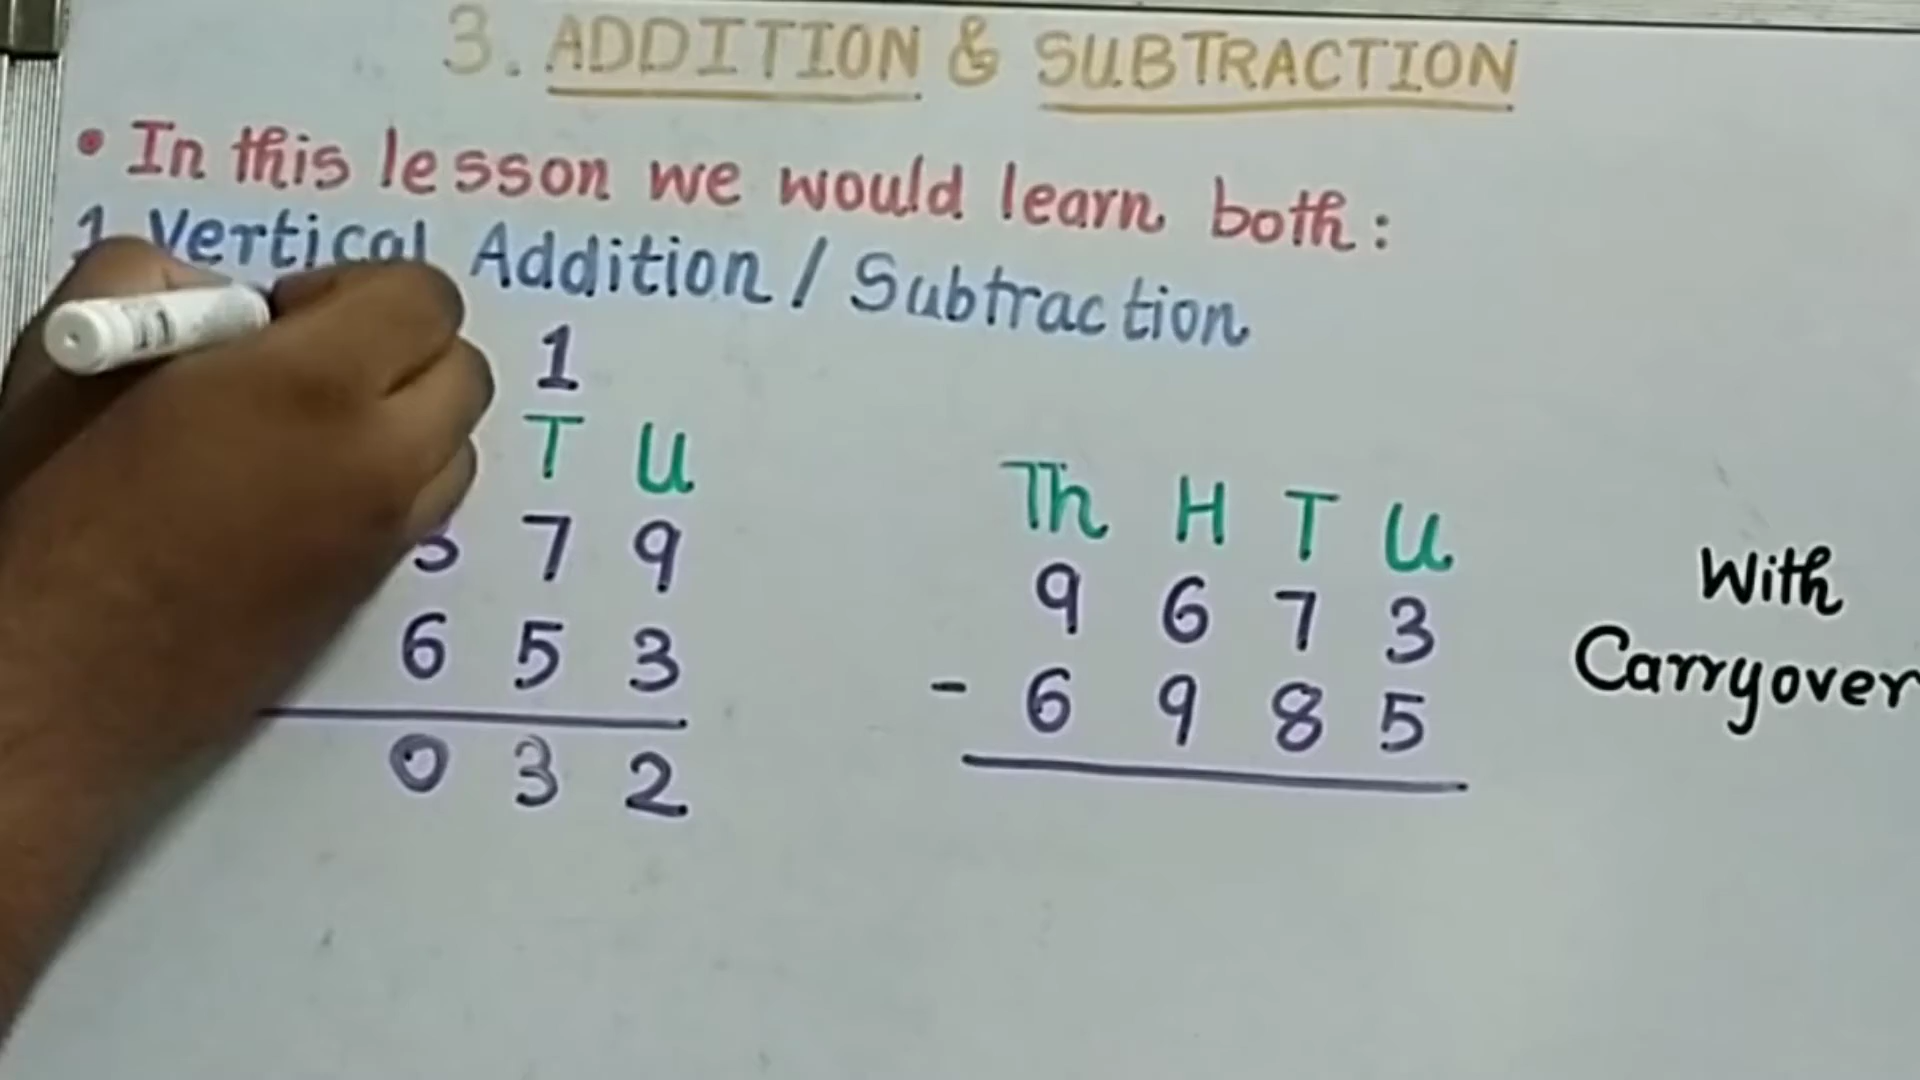 3. ADDITION & SUBTRACTION
• In this lesson we would learn both:
1. Vertical Addition / Subtraction
1
T U
7 9
6 5 3
0 3 2
Th H T U
9 6 7 3
- 6 9 8 5
With
Carryover